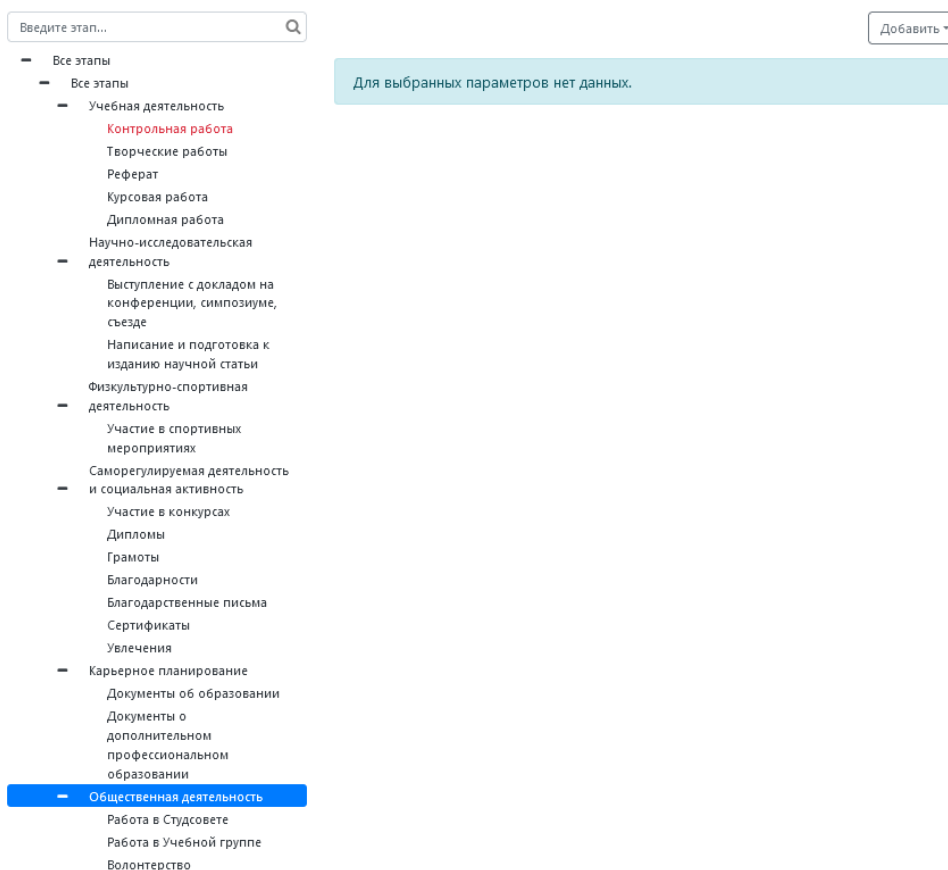 Введите этап...
Добавить
Все этапы
Для выбранных параметров нет данных.
Все этапы
Учебная деятельность
Контрольная работа
Творческие работы
Реферат
Курсовая работа
Дипломная работа
Научно-исследовательская
деятельность
Выступление с докладом на
конференции, симпозиуме,
съезде
Написание и подготовка к
изданию научной статьи
Физкультурно-спортивная
деятельность
Участие в спортивных
мероприятиях
Саморегулируемая деятельность
и социальная активность
Участие в конкурсах
Дипломы
Грамоты
Благодарности
Благодарственные письма
Сертификаты
Увлечения
Карьерное планирование
Документы об образовании
Документы о
дополнительном
профессиональном
образовании
Общественная деятельность
Работа в Студсовете
Работа в Учебной группе
Волонтерство